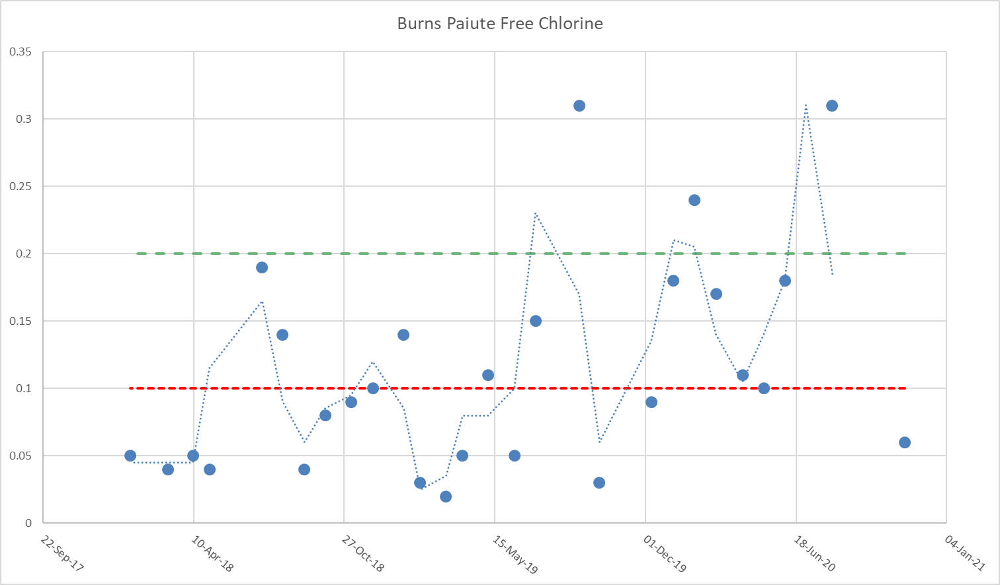 Burns Paiute Free Chlorine
0.35
0.3
0.25
0.2
0.15
0.1
0.05
0
22-Sep-17
10-Apr-18
27-Oct-18
15-May-19
01-Dec-19
18-Jun-20
04-Jan-21